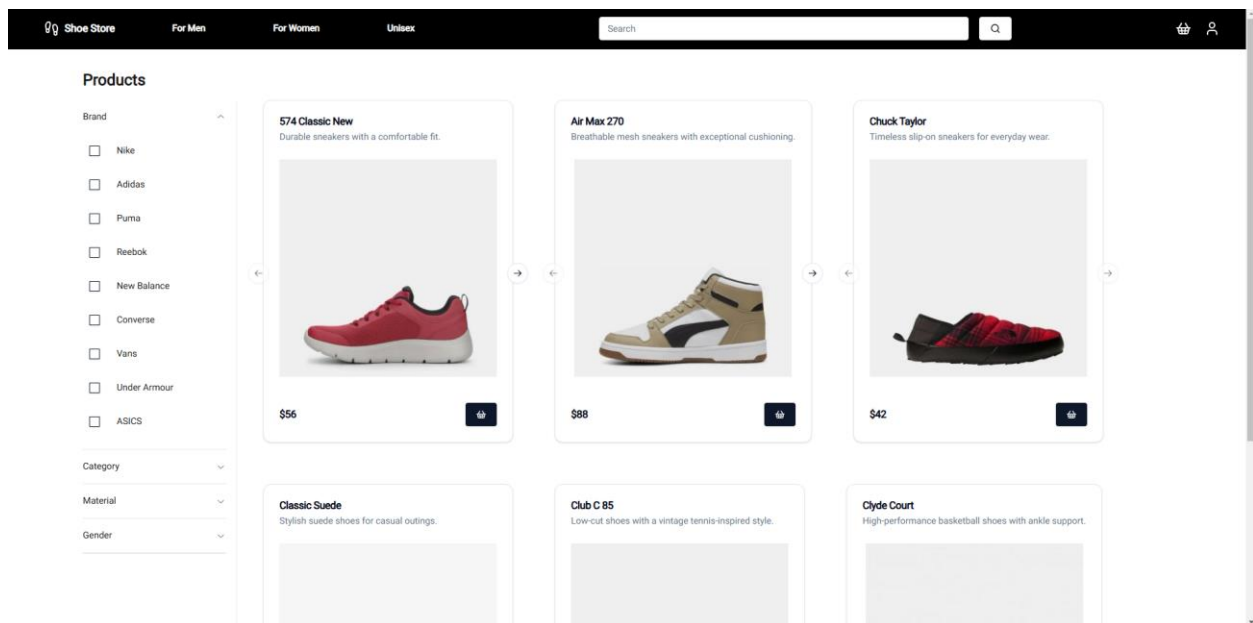 Shoe Store For Men For Women Unisex Search
Products
Brand
Nike
Adidas
Puma
Reebok
New Balance
Converse
Vans
Under Armour
ASICS
Category
Material
Gender
574 Classic New
Durable sneakers with a comfortable fit.
$56
Air Max 270
Breathable mesh sneakers with exceptional cushioning.
$88
Chuck Taylor
Timeless slip-on sneakers for everyday wear.
$42
Classic Suede
Stylish suede shoes for casual outings.
Club C 85
Low-cut shoes with a vintage tennis-inspired style.
Clyde Court
High-performance basketball shoes with ankle support.